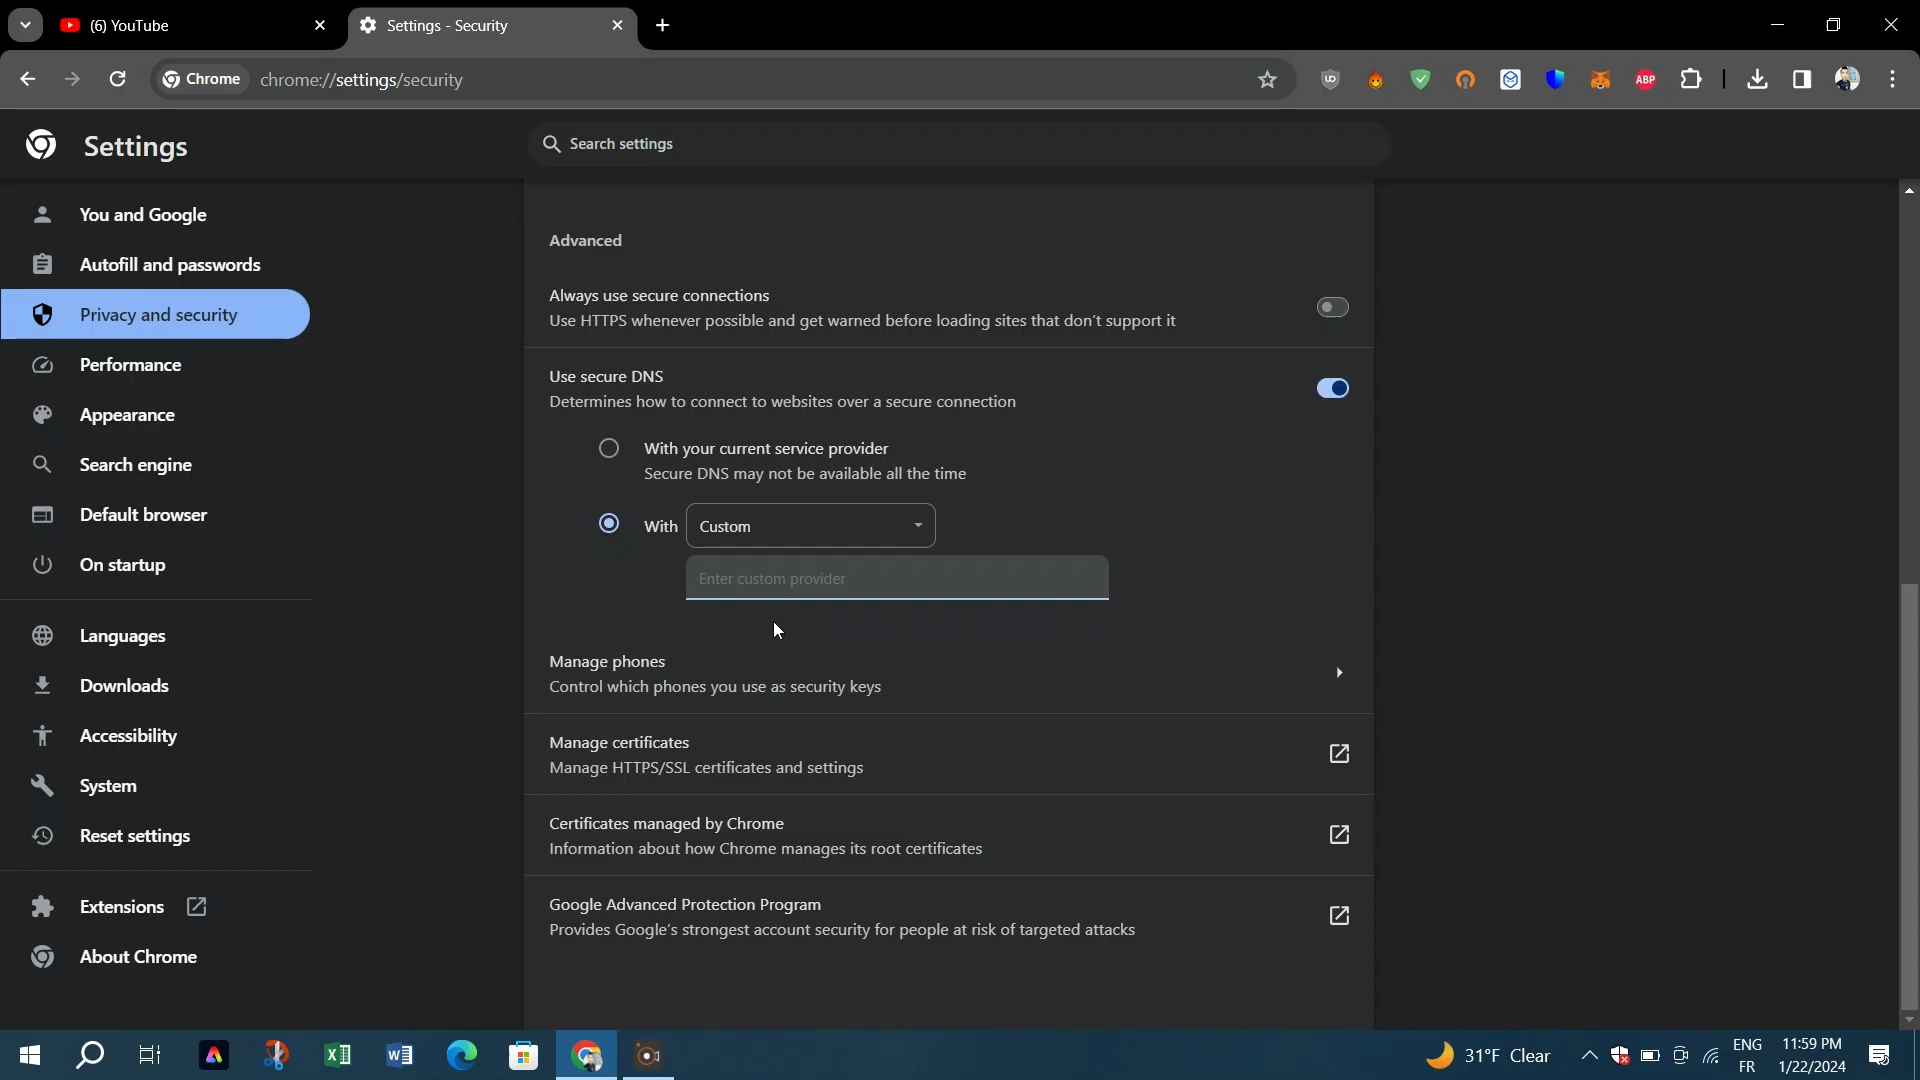 (6) YouTube
Settings - Security
Chrome
chrome://settings/security
ABP
Settings
Search settings
You and Google
Autofill and passwords
Privacy and security
Performance
Appearance
Search engine
Default browser
On startup
Languages
Downloads
Accessibility
System
Reset settings
Extensions
About Chrome
Advanced
Always use secure connections
Use HTTPS whenever possible and get warned before loading sites that don't support it
Use secure DNS
Determines how to connect to websites over a secure connection
With your current service provider
Secure DNS may not be available all the time
With Custom
Enter custom provider
Manage phones
Control which phones you use as security keys
Manage certificates
Manage HTTPS/SSL certificates and settings
Certificates managed by Chrome
Information about how Chrome manages its root certificates
Google Advanced Protection Program
Provides Google's strongest account security for people at risk of targeted attacks
31°F Clear
ENG
FR
11:59 PM
1/22/2024